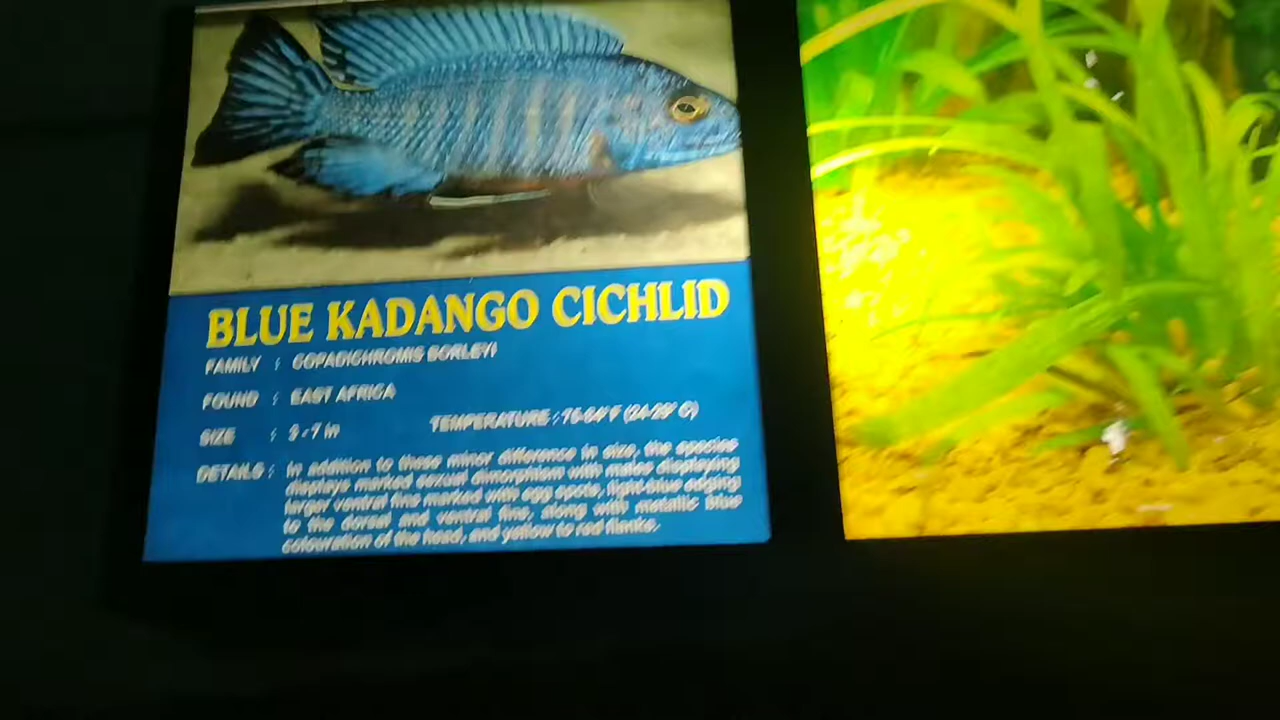 BLUE KADANGO CICHLID
FAMILY : COPADICHROMIS BORLEYI
FOUND : EAST AFRICA
SIZE : 3 - 7 in TEMPERATURE : 76-84° F (24-29° C)
DETAILS : In addition to these minor difference in size, the species
displays marked sexual dimorphism with males displaying
larger ventral fins marked with egg spots, light-blue edging
to the dorsal and ventral fins, along with metallic blue
colouration of the head, and yellow to red flanks.